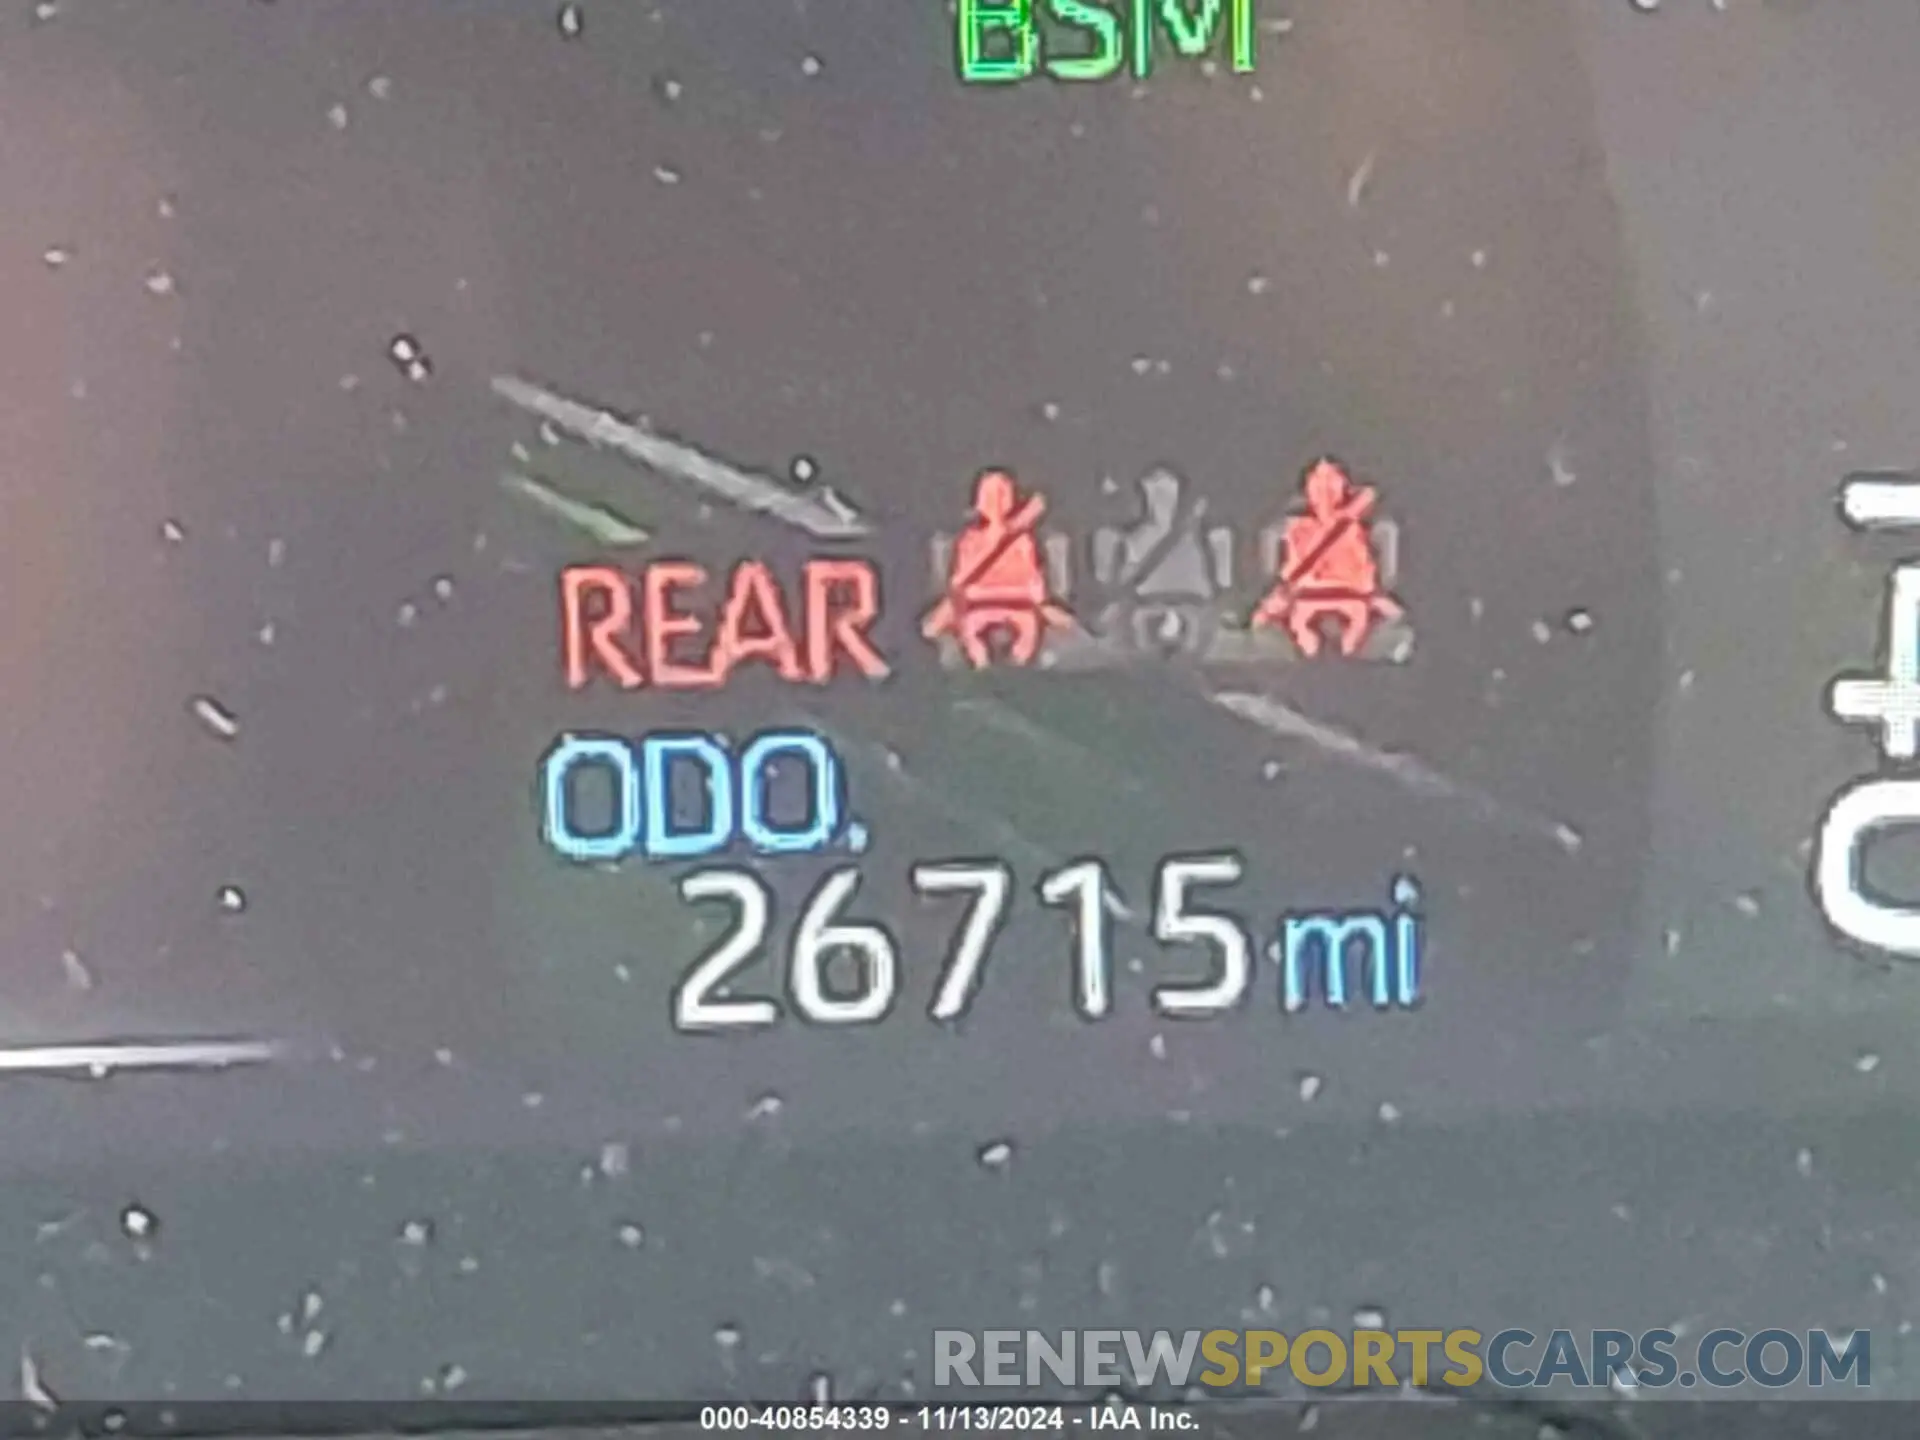 BSM
REAR
ODO.
26715 mi
RENEWSPORTSCARS.COM
000-40854339 - 11/13/2024 - IAA Inc.